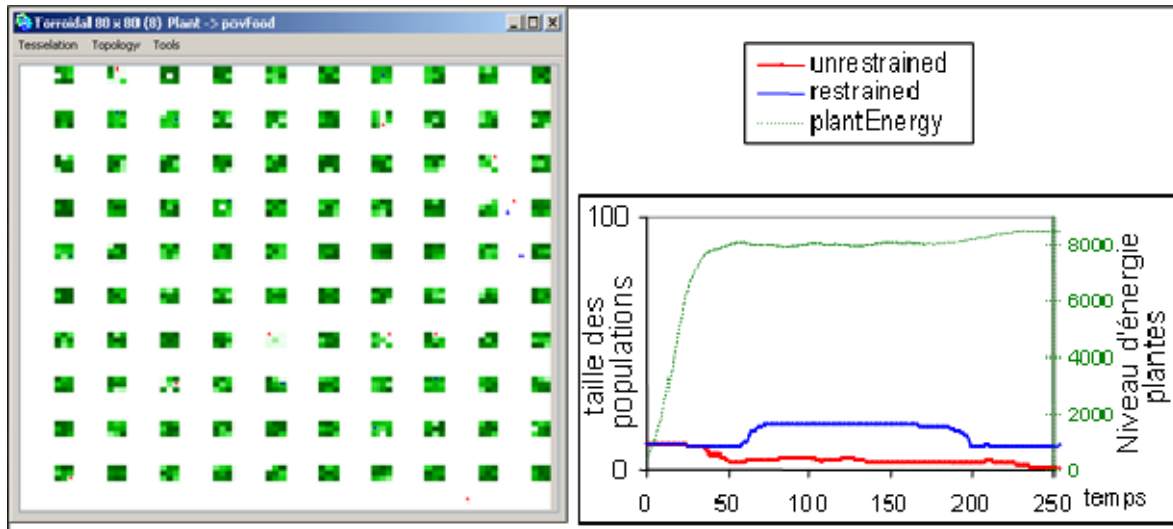 Torroidal 80 x 80 (8) Plant -> povFood
Tesselation Topology Tools
unrestrained
restrained
plantEnergy
taille des
populations
100
0
0 50 100 150 200 250 temps
8000
6000
4000
2000
0
Niveau d'énergie
plantes